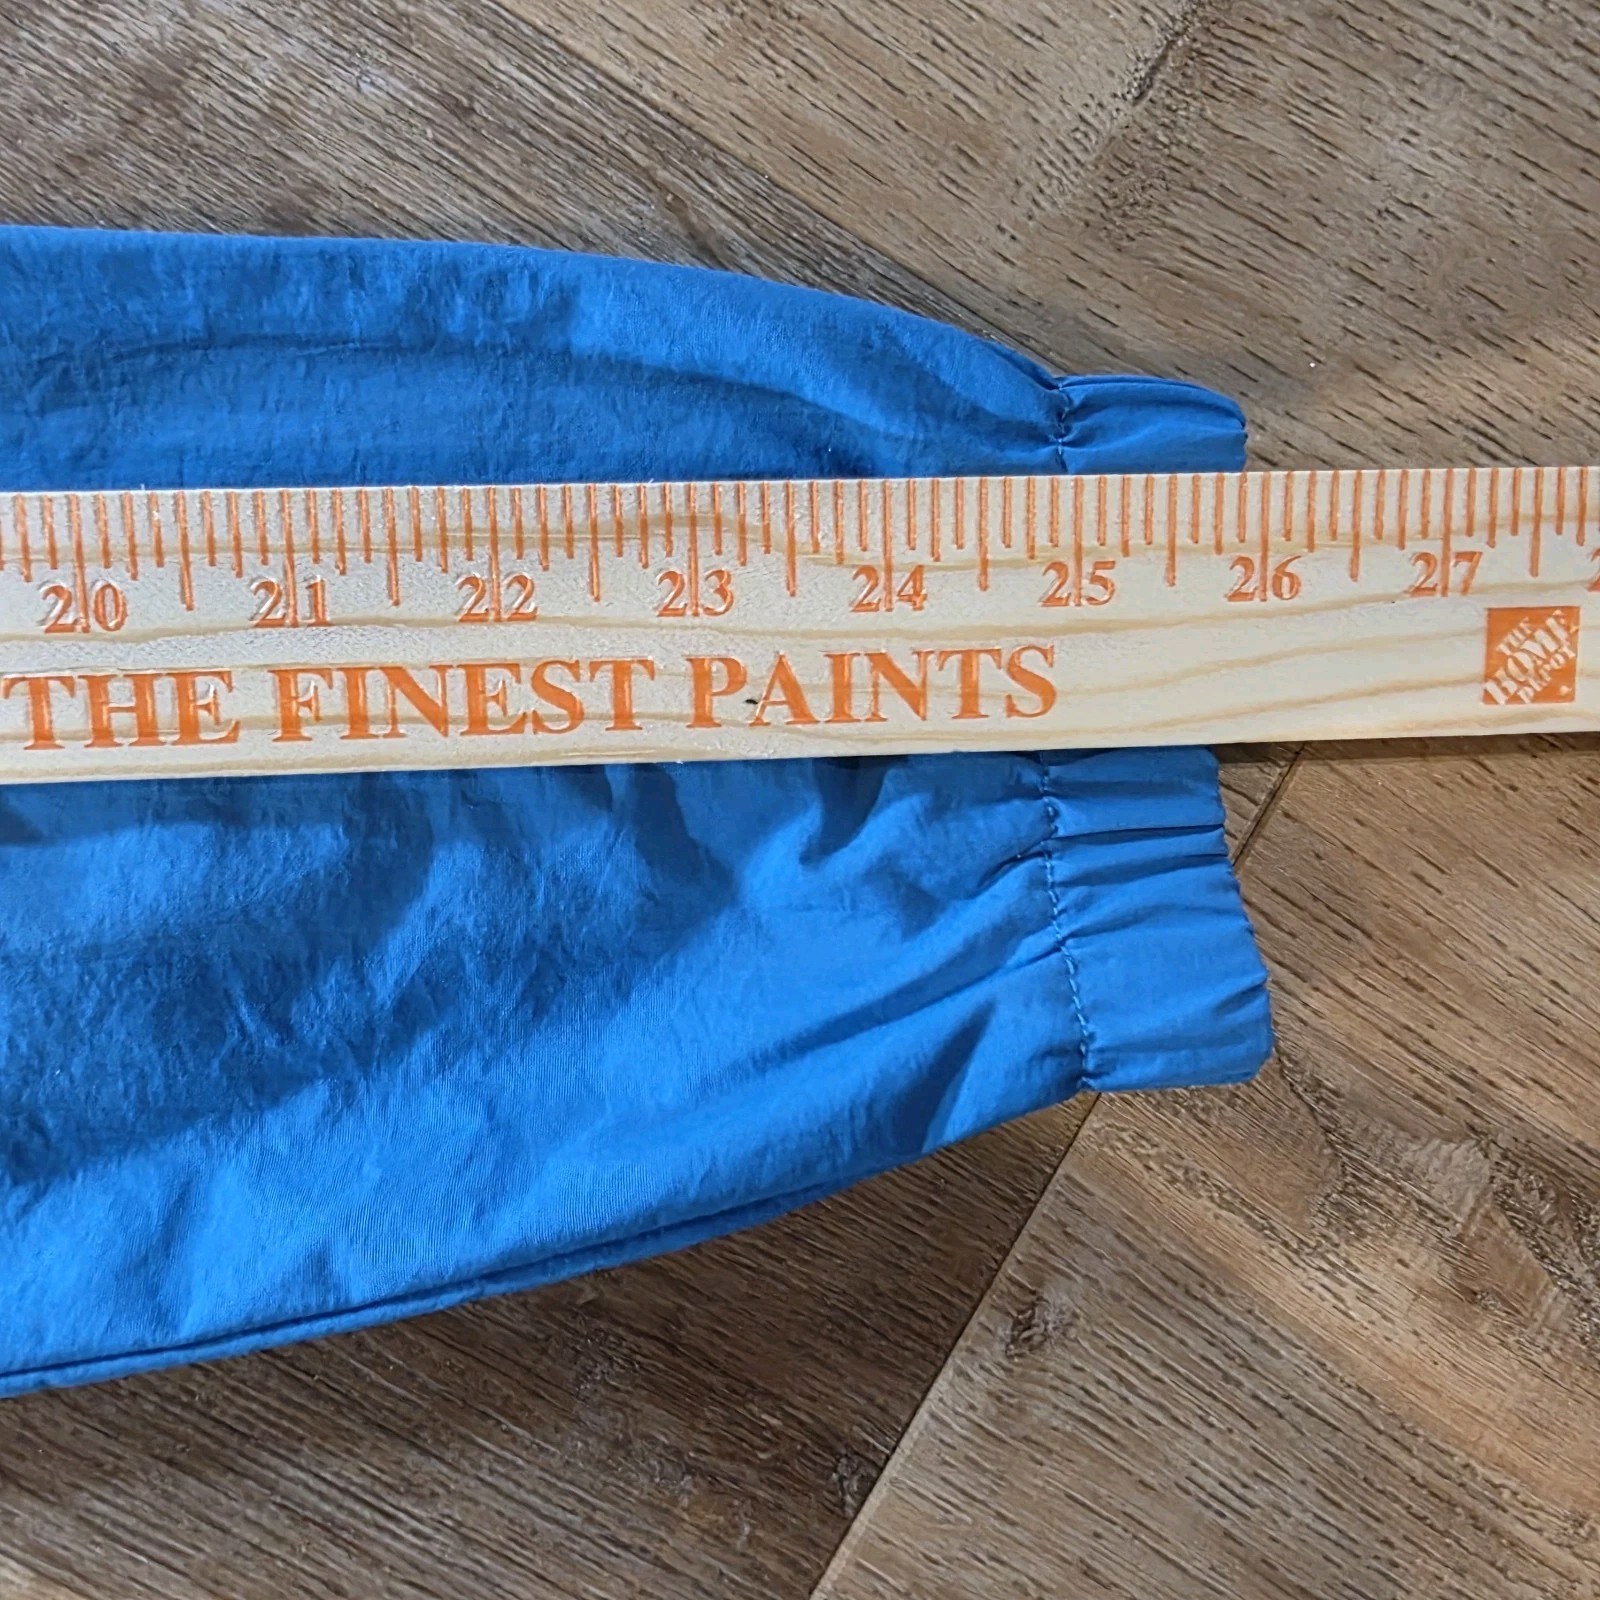 20 21 22 23 24 25 26 27
THE FINEST PAINTS
THE
HOME
DEPOT